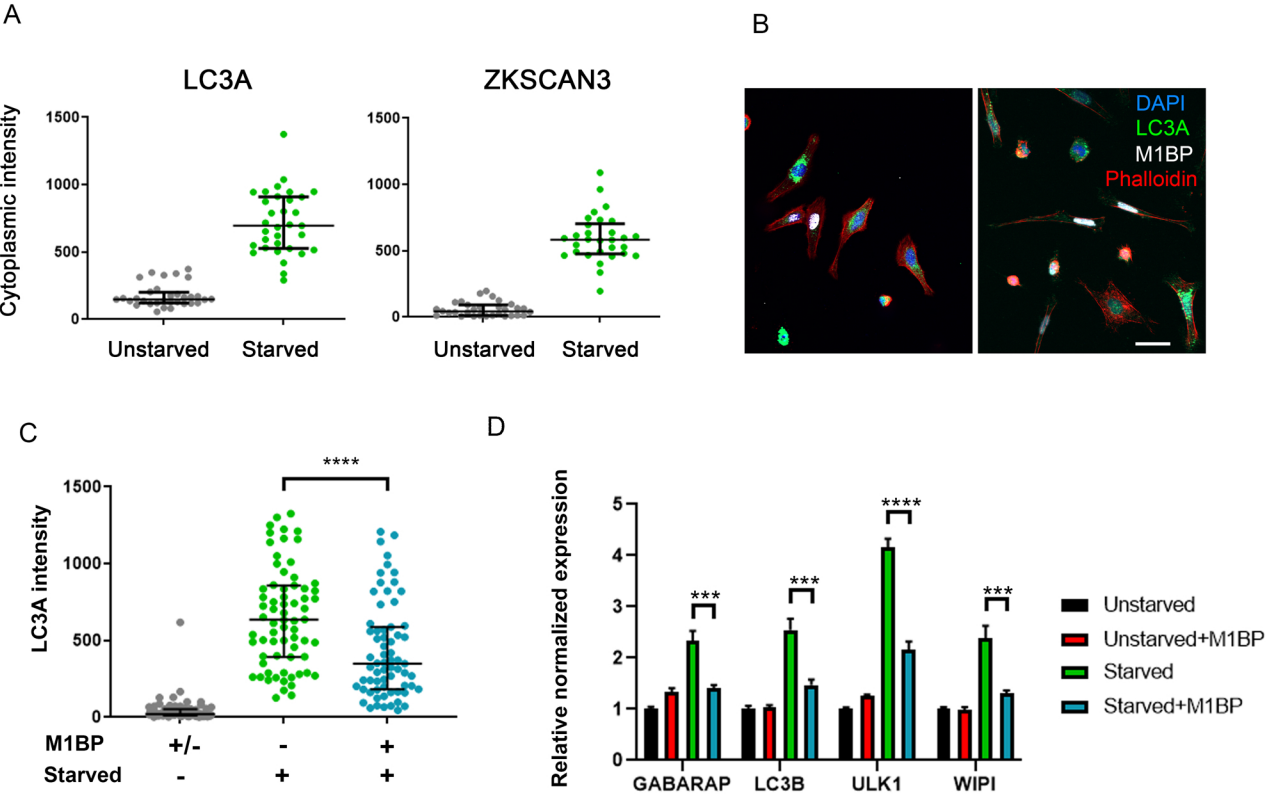 A
LC3A
ZKSCAN3
Cytoplasmic intensity
1500
1000
500
0
Unstarved
Starved
1500
1000
500
0
Unstarved
Starved
B
DAPI
LC3A
M1BP
Phalloidin
C
LC3A intensity
1500
1000
500
0
****
M1BP +/- - +
Starved - + +
D
Relative normalized expression
5
4
3
2
1
0
***
***
****
***
GABARAP
LC3B
ULK1
WIPI
Unstarved
Unstarved+M1BP
Starved
Starved+M1BP